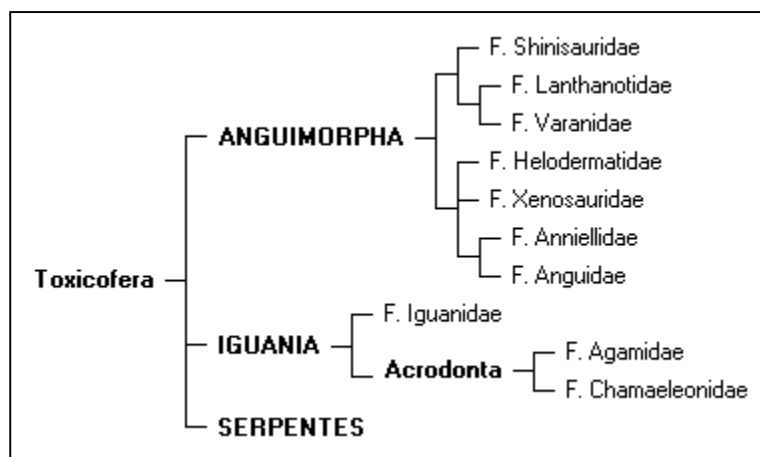 F. Shinisauridae
F. Lanthanotidae
ANGUIMORPHA
F. Varanidae
F. Helodermatidae
F. Xenosauridae
F. Anniellidae
F. Anguidae
Toxicofera
F. Iguanidae
IGUANIA
Acrodonta
F. Agamidae
F. Chamaeleonidae
SERPENTES